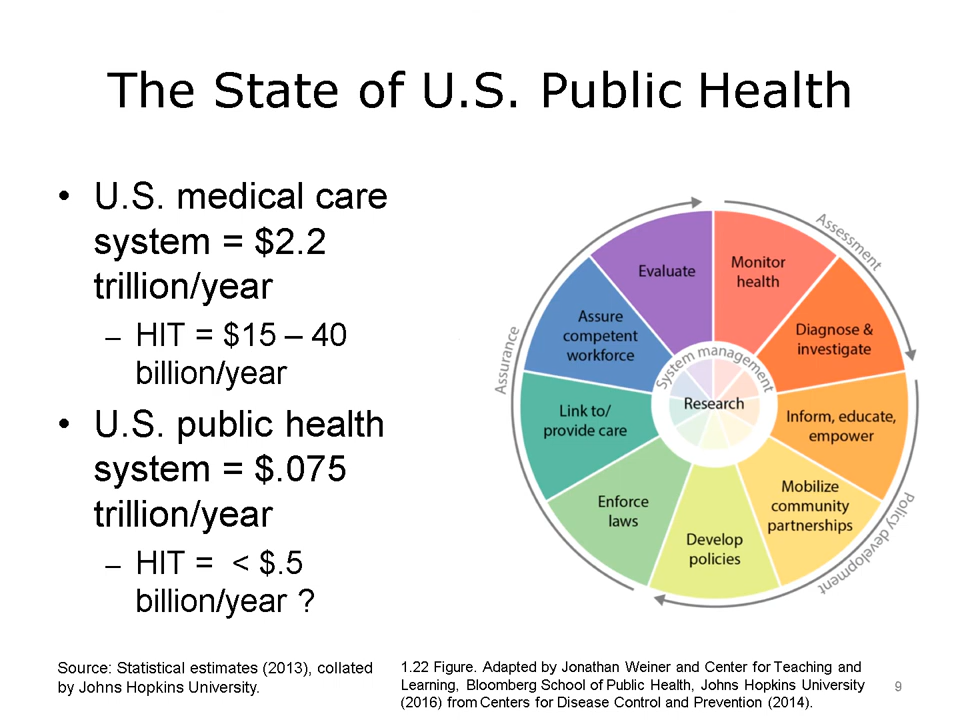 The State of U.S. Public Health
• U.S. medical care
system = $2.2
trillion/year
– HIT = $15 – 40
billion/year
• U.S. public health
system = $.075
trillion/year
– HIT = < $.5
billion/year ?
Assessment
Monitor
health
Diagnose &
investigate
Inform, educate,
empower
Policy development
Mobilize
community
partnerships
Develop
policies
Enforce
laws
Assurance
Link to/
provide care
Assure
competent
workforce
Evaluate
System management
Research
Source: Statistical estimates (2013), collated
by Johns Hopkins University.
1.22 Figure. Adapted by Jonathan Weiner and Center for Teaching and
Learning, Bloomberg School of Public Health, Johns Hopkins University
(2016) from Centers for Disease Control and Prevention (2014).
9